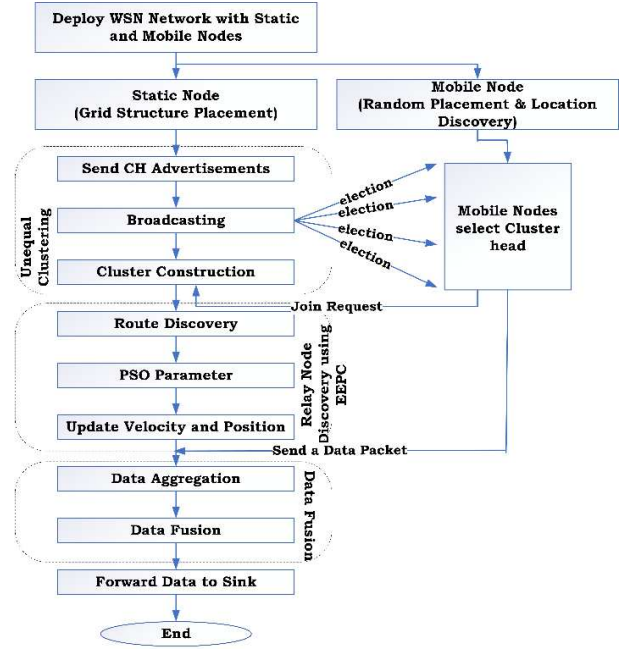 Deploy WSN Network with Static
and Mobile Nodes
Static Node
(Grid Structure Placement)
Mobile Node
(Random Placement & Location
Discovery)
Send CH Advertisements
Broadcasting
Cluster Construction
Unequal
Clustering
election
election
election
election
Mobile Nodes
select Cluster
head
Join Request
Route Discovery
PSO Parameter
Update Velocity and Position
Relay Node
Discovery using
EEPC
Send a Data Packet
Data Aggregation
Data Fusion
Data Fusion
Forward Data to Sink
End